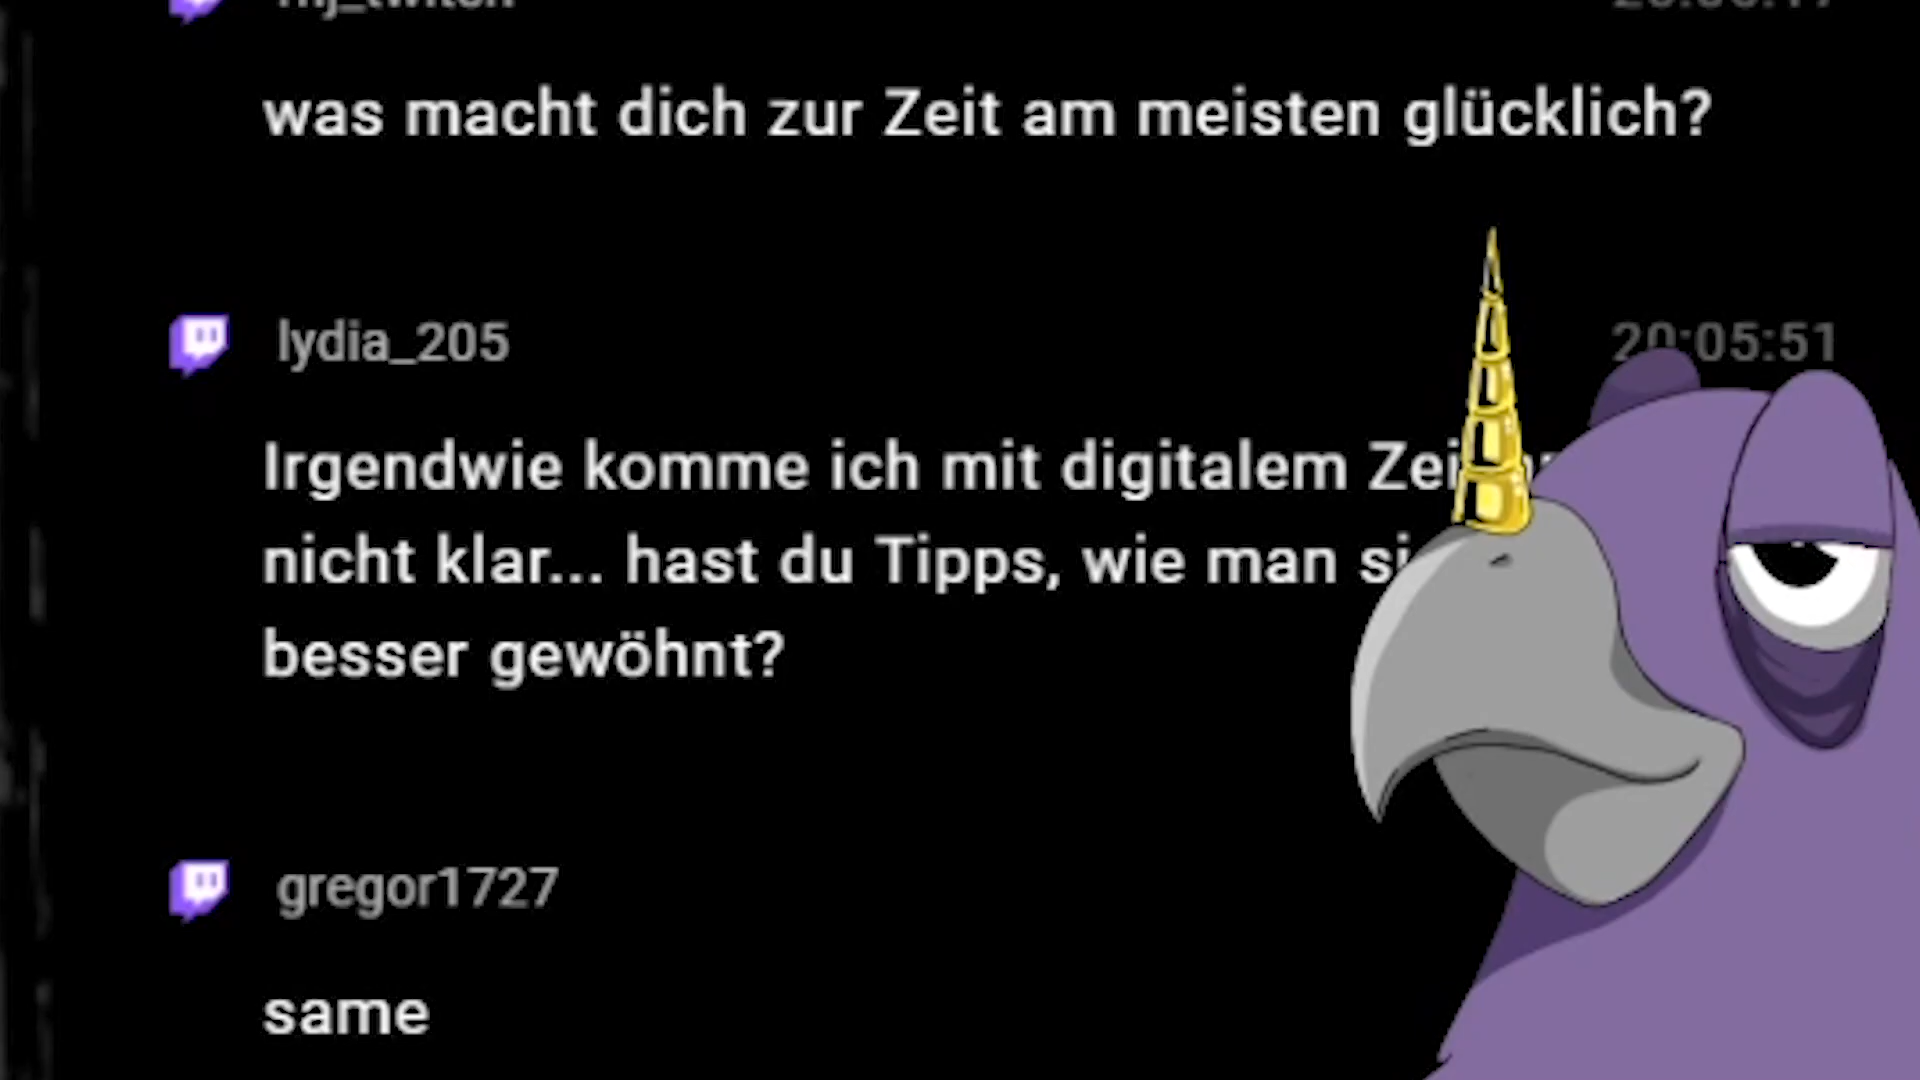 was macht dich zur Zeit am meisten glücklich?
lydia_205 20:05:51
Irgendwie komme ich mit digitalem
nicht klar... hast du Tipps, wie man
besser gewöhnt?
gregor1727
same